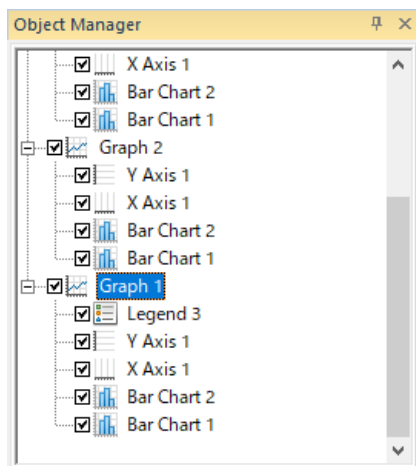 Object Manager
X Axis 1
Bar Chart 2
Bar Chart 1
Graph 2
Y Axis 1
X Axis 1
Bar Chart 2
Bar Chart 1
Graph 1
Legend 3
Y Axis 1
X Axis 1
Bar Chart 2
Bar Chart 1